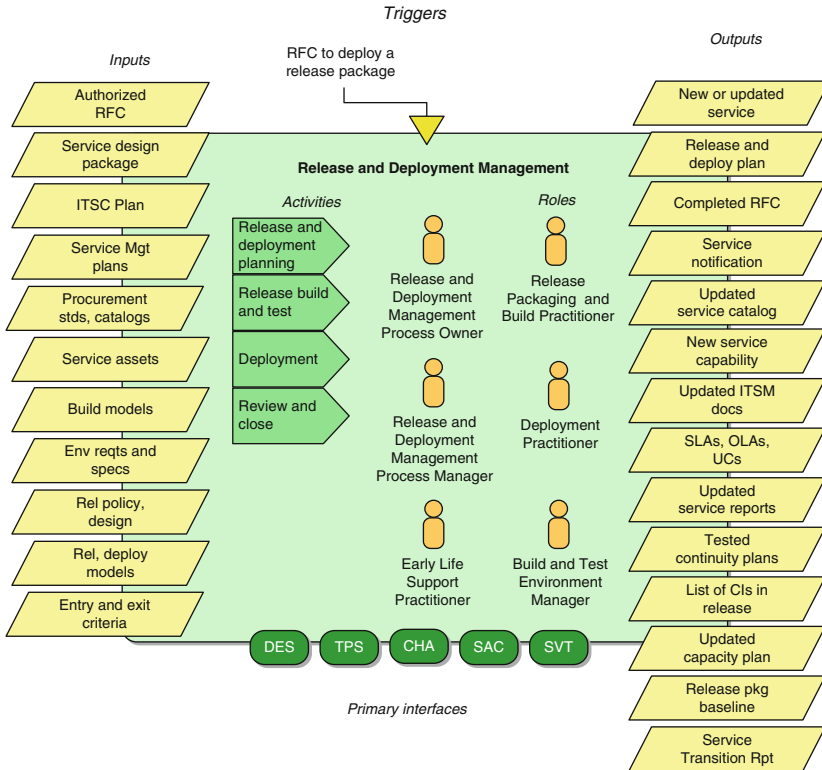 Triggers
Inputs
Outputs
RFC to deploy a
release package
Authorized
RFC
Service design
package
ITSC Plan
Service Mgt
plans
Procurement
stds, catalogs
Service assets
Build models
Env reqts and
specs
Rel policy,
design
Rel, deploy
models
Entry and exit
criteria
Release and Deployment Management
Activities
Roles
Release and
deployment
planning
Release build
and test
Deployment
Review and
close
Release and
Deployment
Management
Process Owner
Release
Packaging and
Build Practitioner
Release and
Deployment
Management
Process Manager
Deployment
Practitioner
Early Life
Support
Practitioner
Build and Test
Environment
Manager
New or updated
service
Release and
deploy plan
Completed RFC
Service
notification
Updated
service catalog
New service
capability
Updated ITSM
docs
SLAs, OLAs,
UCs
Updated
service reports
Tested
continuity plans
List of CIs in
release
Updated
capacity plan
Release pkg
baseline
Service
Transition Rpt
DES
TPS
CHA
SAC
SVT
Primary interfaces